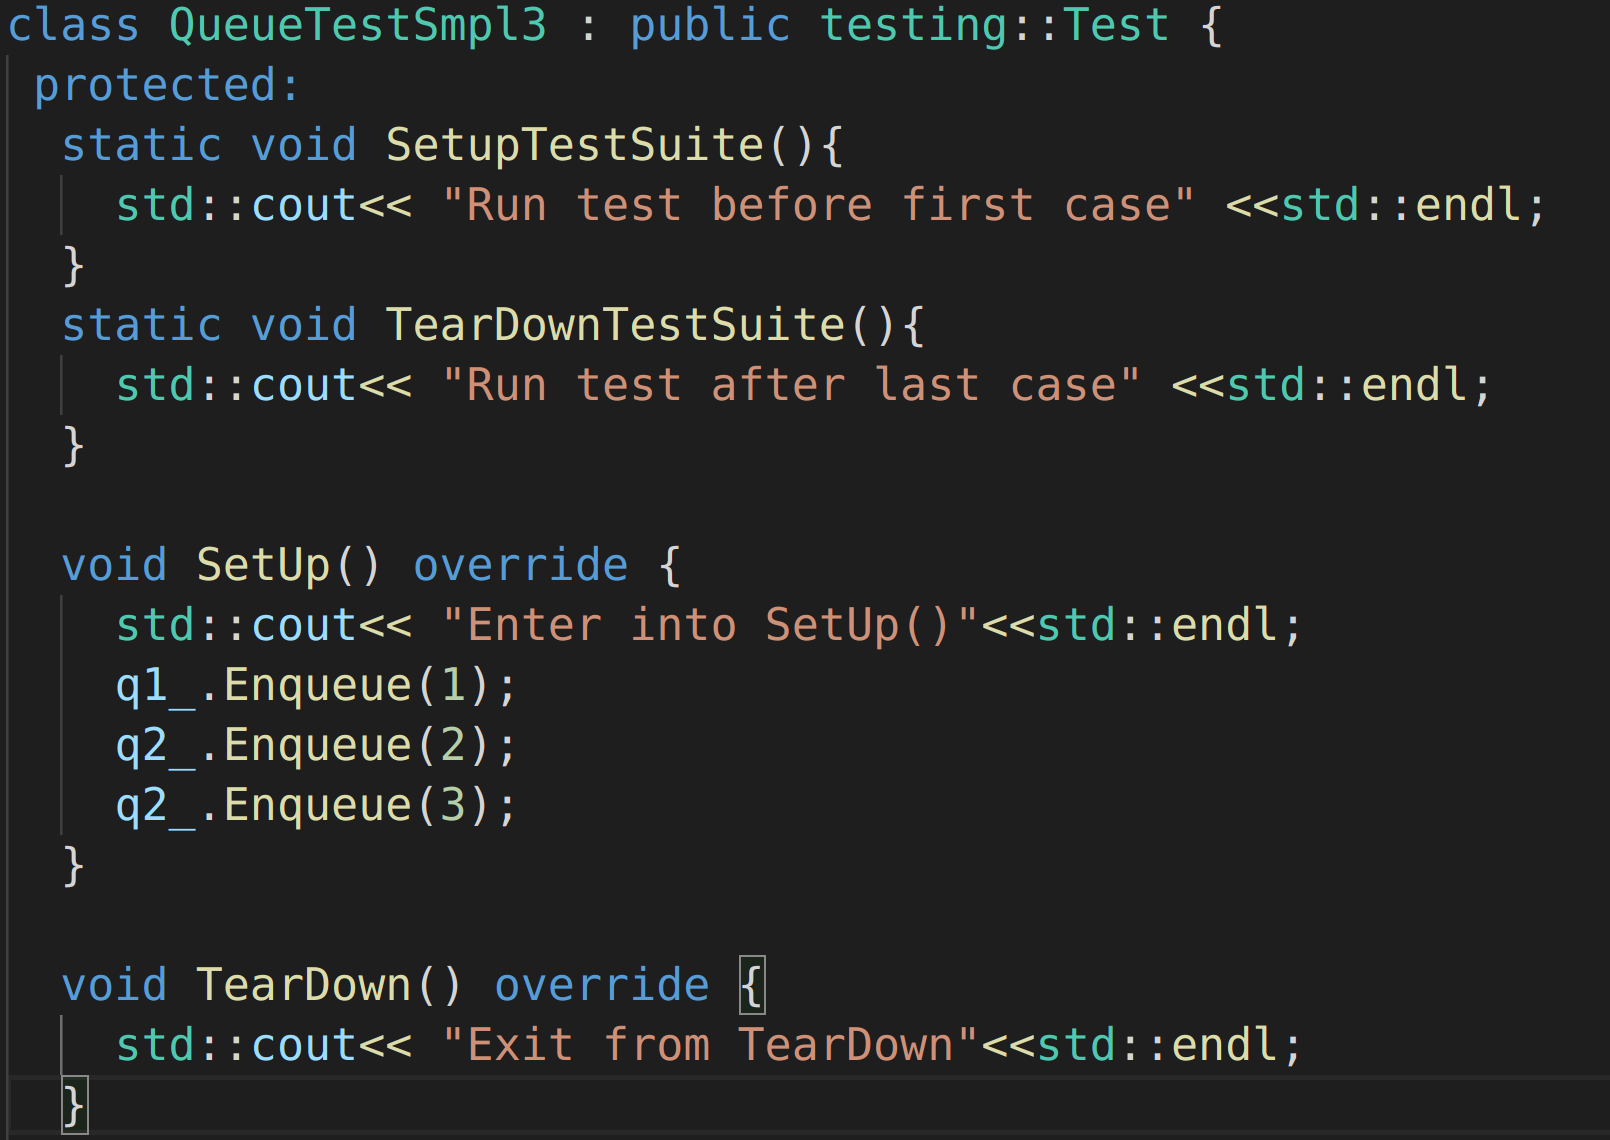 class QueueTestSmpl3 : public testing::Test {
protected:
static void SetupTestSuite(){
std::cout<< "Run test before first case" <<std::endl;
}
static void TearDownTestSuite(){
std::cout<< "Run test after last case" <<std::endl;
}
void SetUp() override {
std::cout<< "Enter into SetUp()"<<std::endl;
q1_.Enqueue(1);
q2_.Enqueue(2);
q2_.Enqueue(3);
}
void TearDown() override {
std::cout<< "Exit from TearDown"<<std::endl;
}